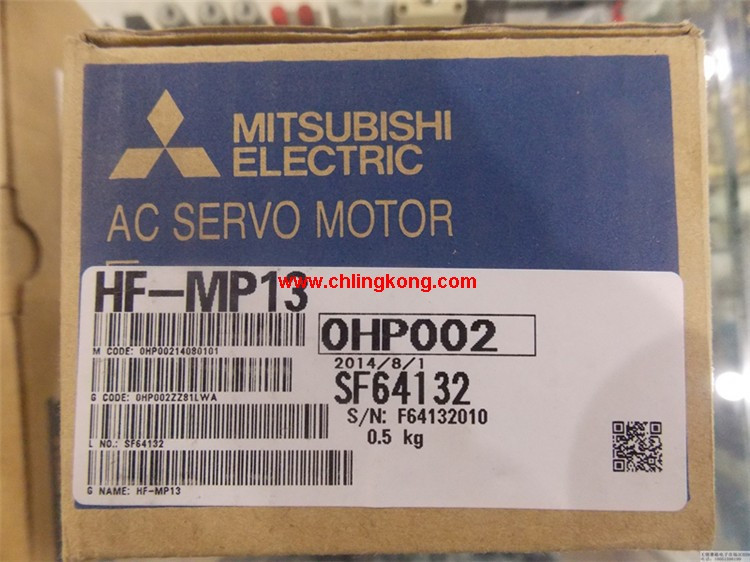 MITSUBISHI
ELECTRIC
AC SERVO MOTOR
HF-MP13
www.chlingkong.com
0HP002
M CODE: 0HP00214080101
2014/8/1
SF64132
G CODE: 0HP002ZZ81LWA
S/N: F64132010
0.5 kg
L NO.: SF64132
G NAME: HF-MP13